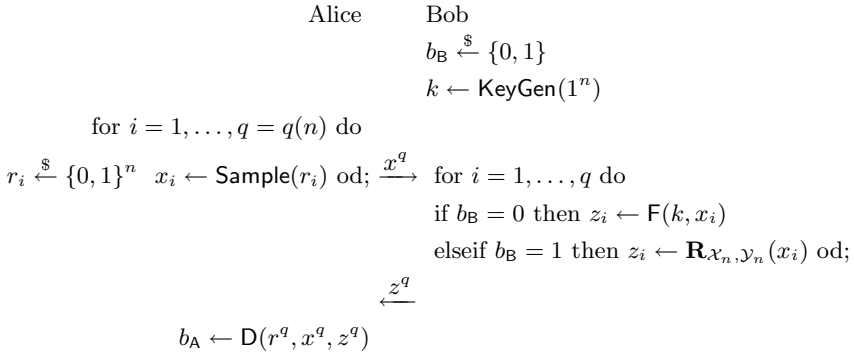 Alice Bob
b_B ←$ {0, 1}
k ← KeyGen(1^n)
for i = 1, . . . , q = q(n) do
r_i ←$ {0, 1}^n x_i ← Sample(r_i) od; x^q → for i = 1, . . . , q do
if b_B = 0 then z_i ← F(k, x_i)
elseif b_B = 1 then z_i ← R_{𝒳_n,𝒴_n}(x_i) od;
z^q ←
b_A ← D(r^q, x^q, z^q)